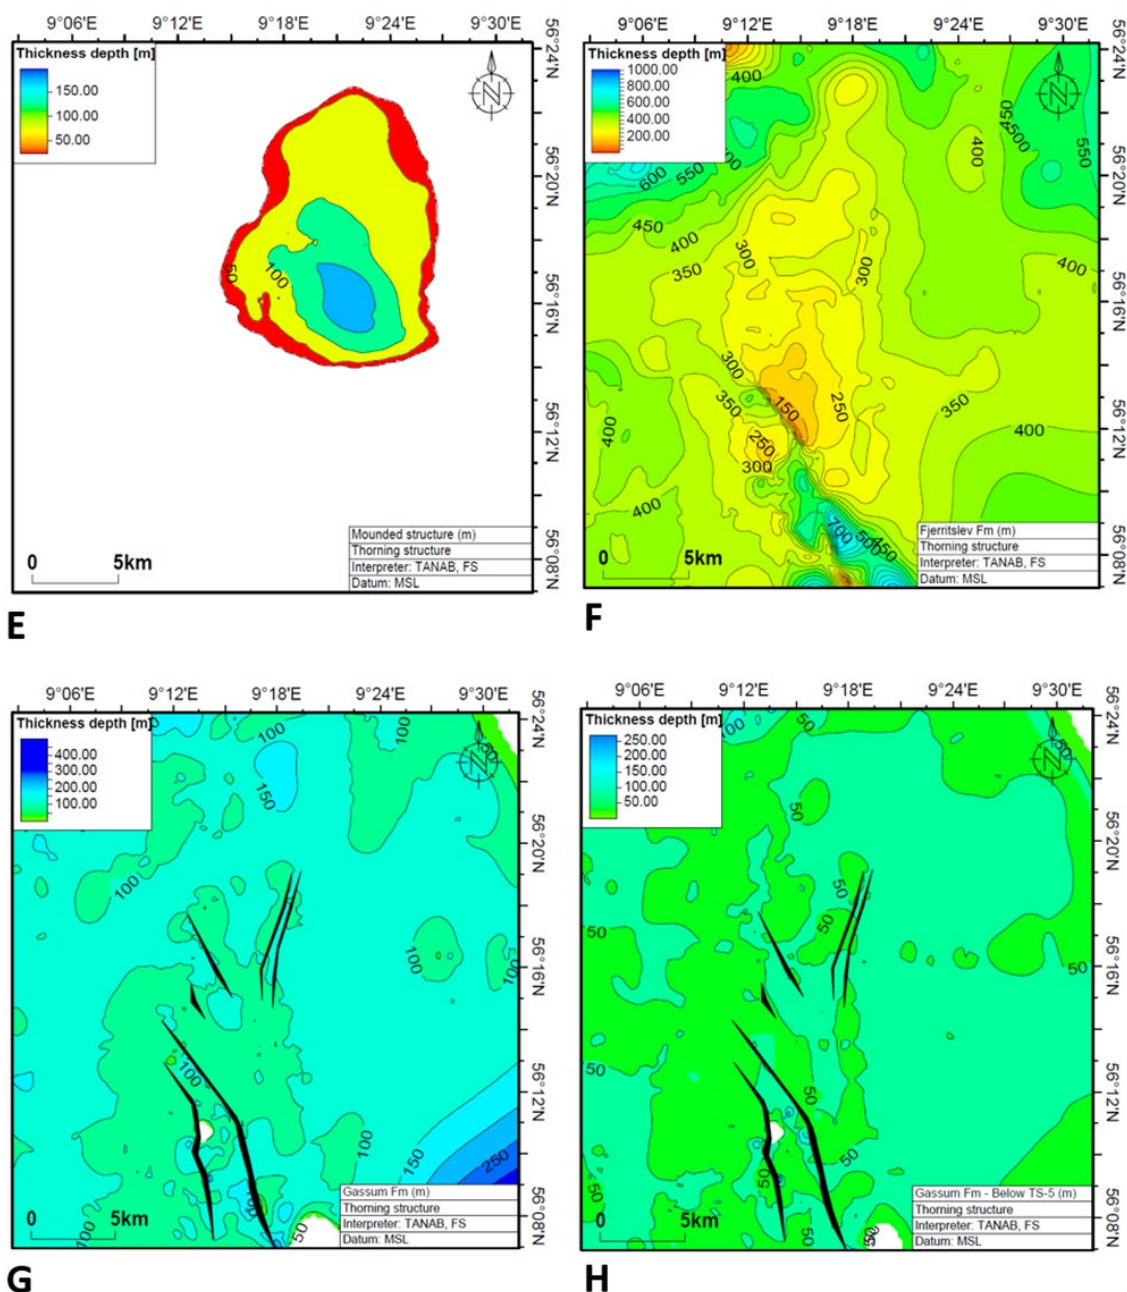 9°06'E 9°12'E 9°18'E 9°24'E 9°30'E
Thickness depth [m]
150.00
100.00
50.00
N
56°24'N
56°20'N
56°16'N
56°12'N
56°08'N
50
100
0 5km
Mounded structure (m)
Thorning structure
Interpreter: TANAB, FS
Datum: MSL
E
9°06'E 9°12'E 9°18'E 9°24'E 9°30'E
Thickness depth [m]
1000.00
800.00
600.00
400.00
200.00
N
56°24'N
56°20'N
56°16'N
56°12'N
56°08'N
400
450
500
550
400
600
550
450
400
350
300
300
400
300
350
150
250
250
300
350
400
400
400
700
500
450
0 5km
Fjerritslev Fm (m)
Thorning structure
Interpreter: TANAB, FS
Datum: MSL
F
9°06'E 9°12'E 9°18'E 9°24'E 9°30'E
Thickness depth [m]
400.00
300.00
200.00
100.00
N
56°24'N
56°20'N
56°16'N
56°12'N
56°08'N
100
100
50
150
100
100
100
100
100
150
250
100
50
0 5km
Gassum Fm (m)
Thorning structure
Interpreter: TANAB, FS
Datum: MSL
G
9°06'E 9°12'E 9°18'E 9°24'E 9°30'E
Thickness depth [m]
250.00
200.00
150.00
100.00
50.00
N
56°24'N
56°20'N
56°16'N
56°12'N
56°08'N
100
50
50
50
50
50
50
50
50
50
50
50
50
50
0 5km
Gassum Fm - Below TS-5 (m)
Thorning structure
Interpreter: TANAB, FS
Datum: MSL
H